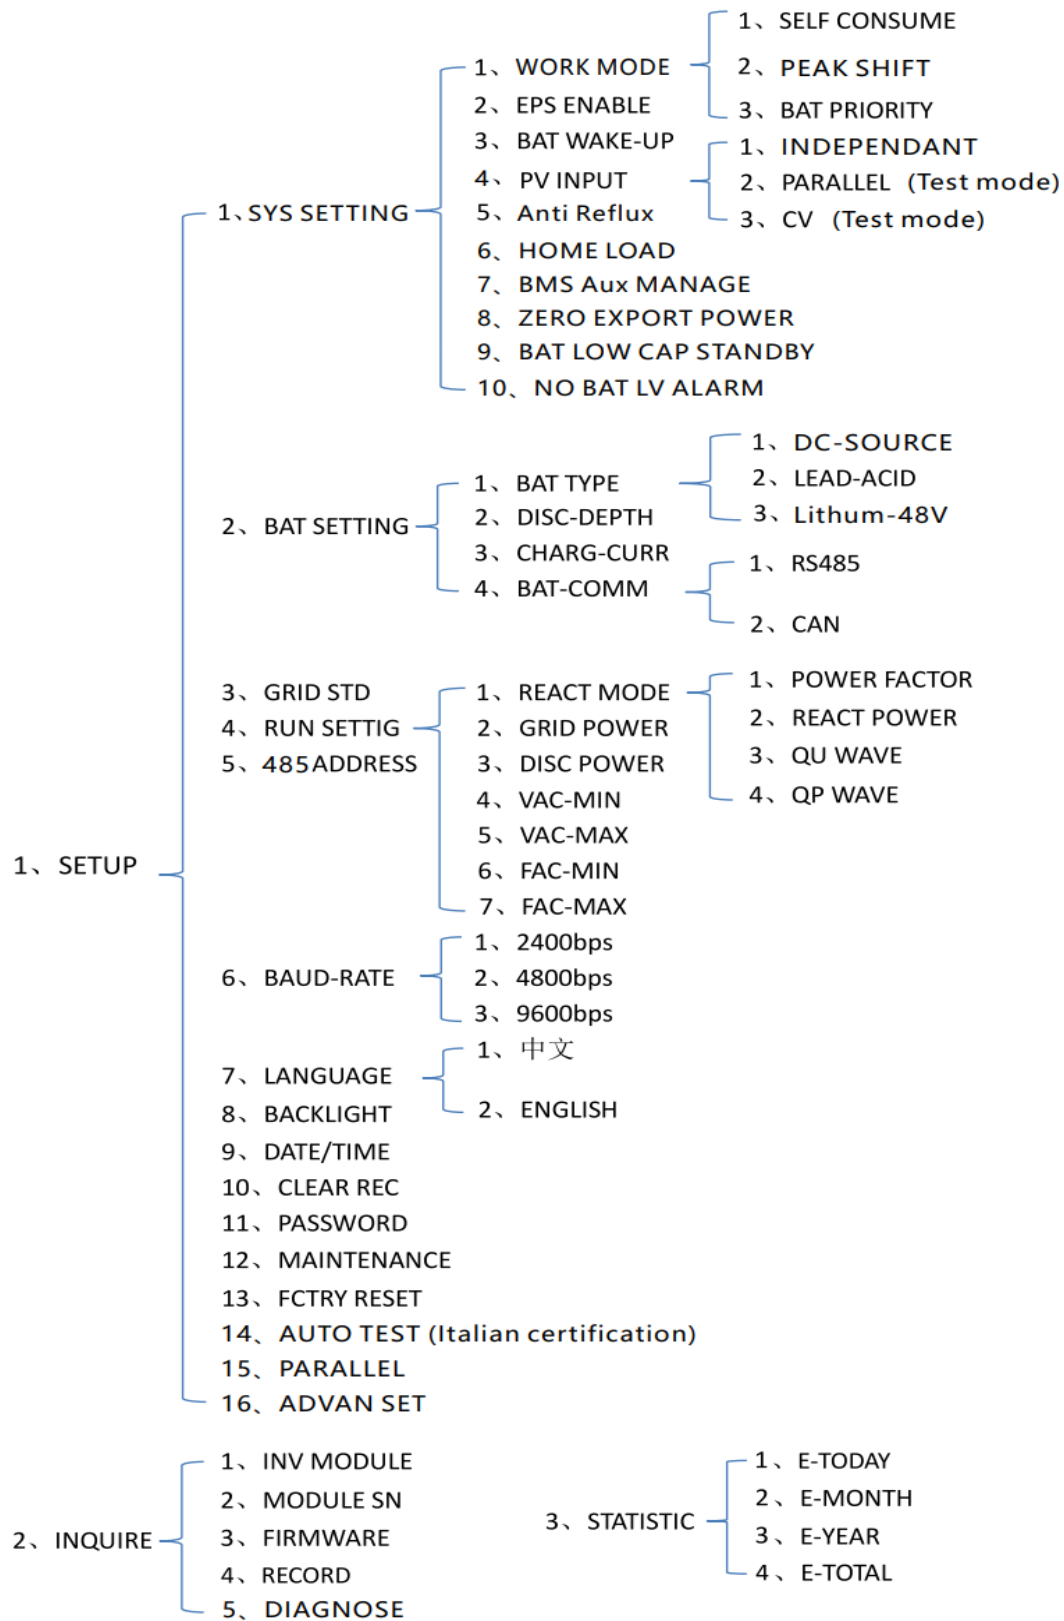 1、SETUP
1、SYS SETTING
1、WORK MODE
1、SELF CONSUME
2、PEAK SHIFT
3、BAT PRIORITY
2、EPS ENABLE
3、BAT WAKE-UP
4、PV INPUT
1、INDEPENDANT
2、PARALLEL (Test mode)
3、CV (Test mode)
5、Anti Reflux
6、HOME LOAD
7、BMS Aux MANAGE
8、ZERO EXPORT POWER
9、BAT LOW CAP STANDBY
10、NO BAT LV ALARM
2、BAT SETTING
1、BAT TYPE
1、DC-SOURCE
2、LEAD-ACID
3、Lithum-48V
2、DISC-DEPTH
3、CHARG-CURR
4、BAT-COMM
1、RS485
2、CAN
3、GRID STD
4、RUN SETTIG
1、REACT MODE
1、POWER FACTOR
2、REACT POWER
3、QU WAVE
4、QP WAVE
2、GRID POWER
3、DISC POWER
4、VAC-MIN
5、VAC-MAX
6、FAC-MIN
7、FAC-MAX
5、485ADDRESS
6、BAUD-RATE
1、2400bps
2、4800bps
3、9600bps
7、LANGUAGE
1、中文
2、ENGLISH
8、BACKLIGHT
9、DATE/TIME
10、CLEAR REC
11、PASSWORD
12、MAINTENANCE
13、FCTRY RESET
14、AUTO TEST (Italian certification)
15、PARALLEL
16、ADVAN SET
2、INQUIRE
1、INV MODULE
2、MODULE SN
3、FIRMWARE
4、RECORD
5、DIAGNOSE
3、STATISTIC
1、E-TODAY
2、E-MONTH
3、E-YEAR
4、E-TOTAL